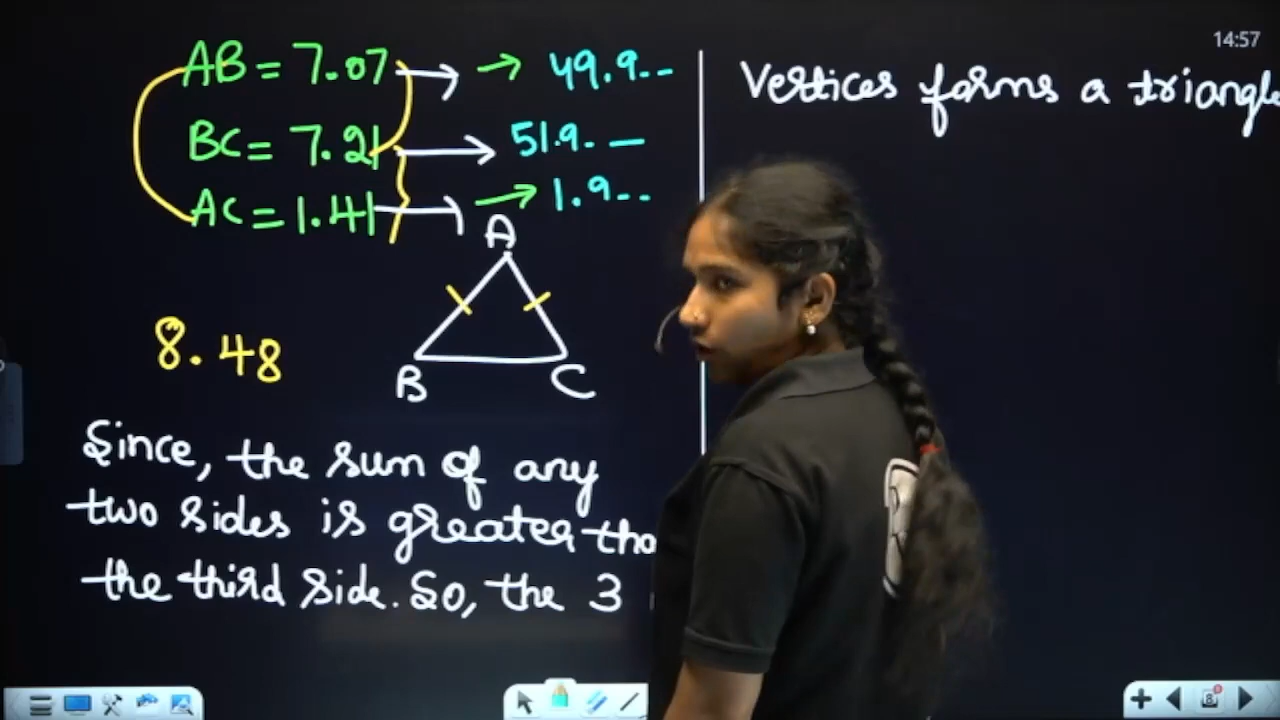 AB = 7.07 → → 49.9..
BC = 7.21 → 51.9. —
AC = 1.41 → 1.9..
A
B C
8.48
Since, the sum of any
two sides is greater tha
the third side. So, the 3
Vertices forms a triangle
14:57
8